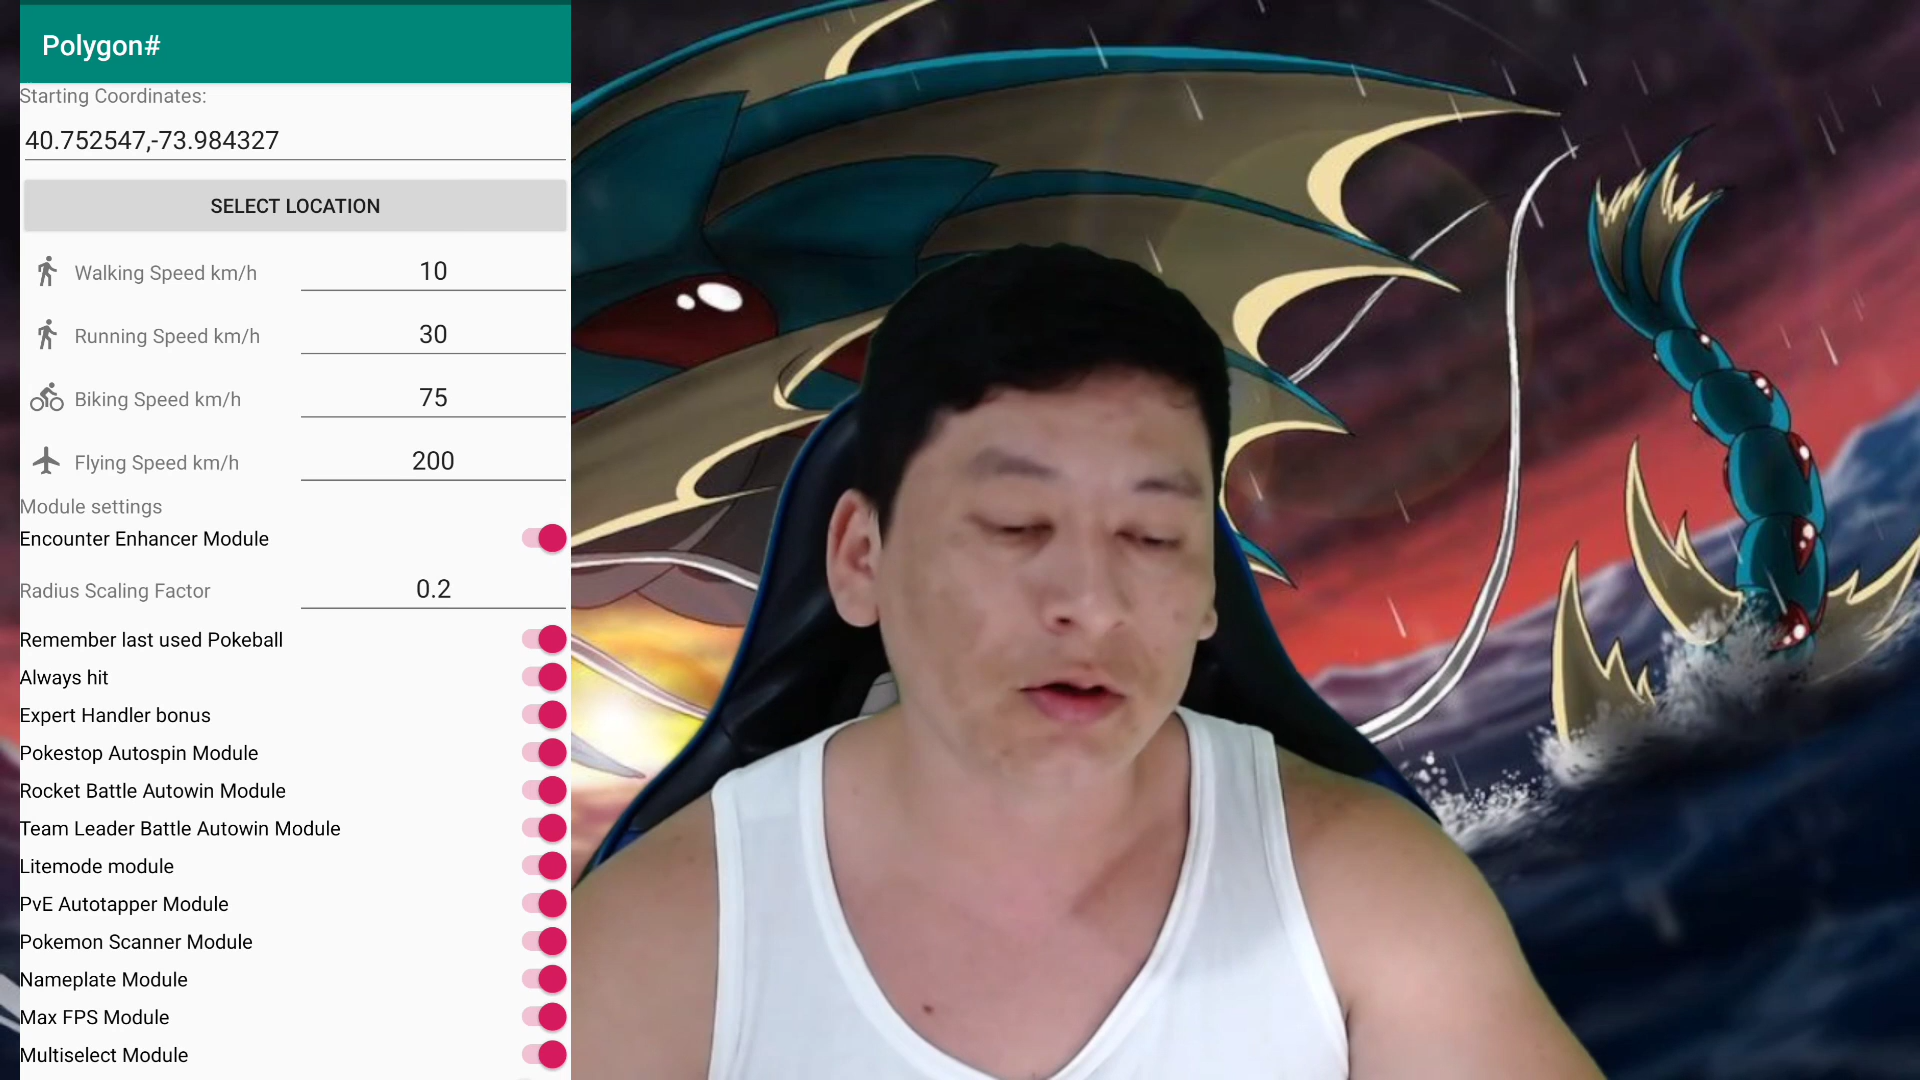 Polygon#
Starting Coordinates:
40.752547,-73.984327
SELECT LOCATION
Walking Speed km/h 10
Running Speed km/h 30
Biking Speed km/h 75
Flying Speed km/h 200
Module settings
Encounter Enhancer Module
Radius Scaling Factor 0.2
Remember last used Pokeball
Always hit
Expert Handler bonus
Pokestop Autospin Module
Rocket Battle Autowin Module
Team Leader Battle Autowin Module
Litemode module
PvE Autotapper Module
Pokemon Scanner Module
Nameplate Module
Max FPS Module
Multiselect Module